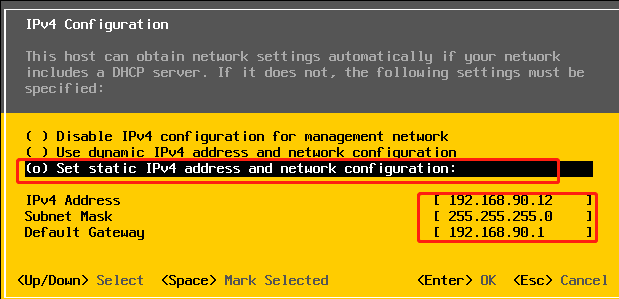 IPv4 Configuration
This host can obtain network settings automatically if your network
includes a DHCP server. If it does not, the following settings must be
specified:
( ) Disable IPv4 configuration for management network
( ) Use dynamic IPv4 address and network configuration
(o) Set static IPv4 address and network configuration:
IPv4 Address [ 192.168.90.12 ]
Subnet Mask [ 255.255.255.0 ]
Default Gateway [ 192.168.90.1 ]
<Up/Down> Select <Space> Mark Selected <Enter> OK <Esc> Cancel